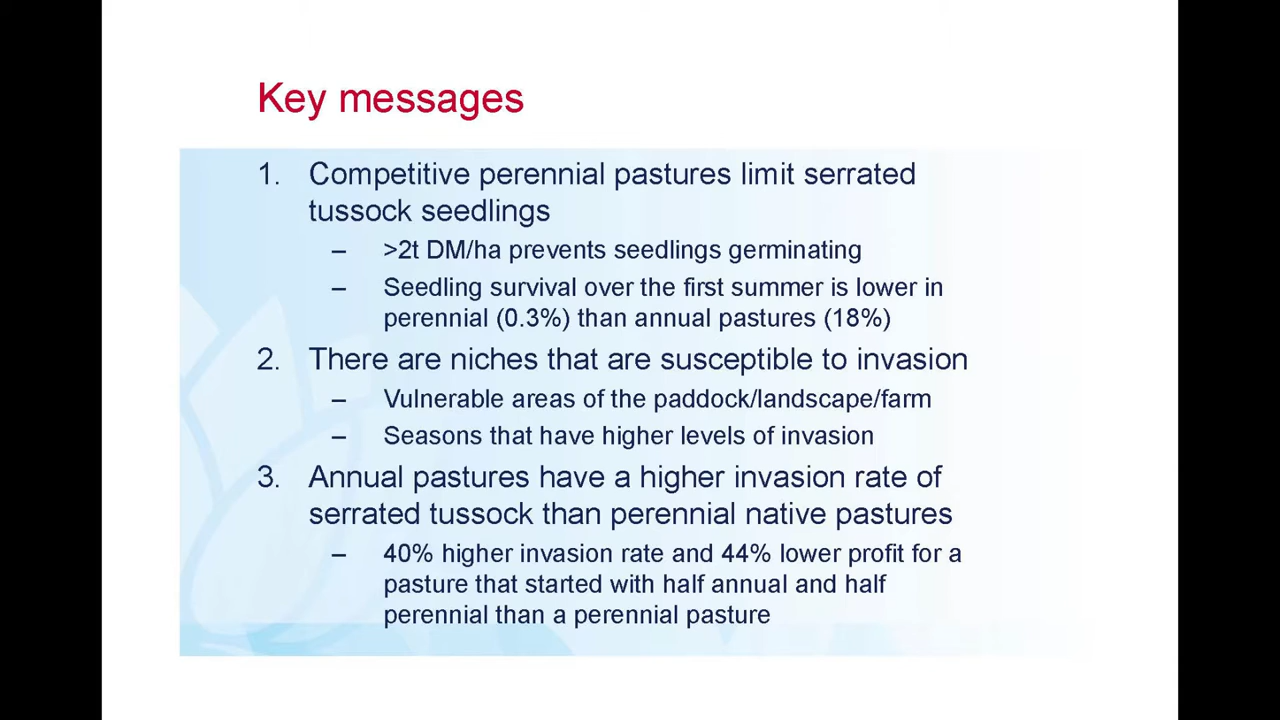 Key messages
1. Competitive perennial pastures limit serrated
tussock seedlings
– >2t DM/ha prevents seedlings germinating
– Seedling survival over the first summer is lower in
perennial (0.3%) than annual pastures (18%)
2. There are niches that are susceptible to invasion
– Vulnerable areas of the paddock/landscape/farm
– Seasons that have higher levels of invasion
3. Annual pastures have a higher invasion rate of
serrated tussock than perennial native pastures
– 40% higher invasion rate and 44% lower profit for a
pasture that started with half annual and half
perennial than a perennial pasture